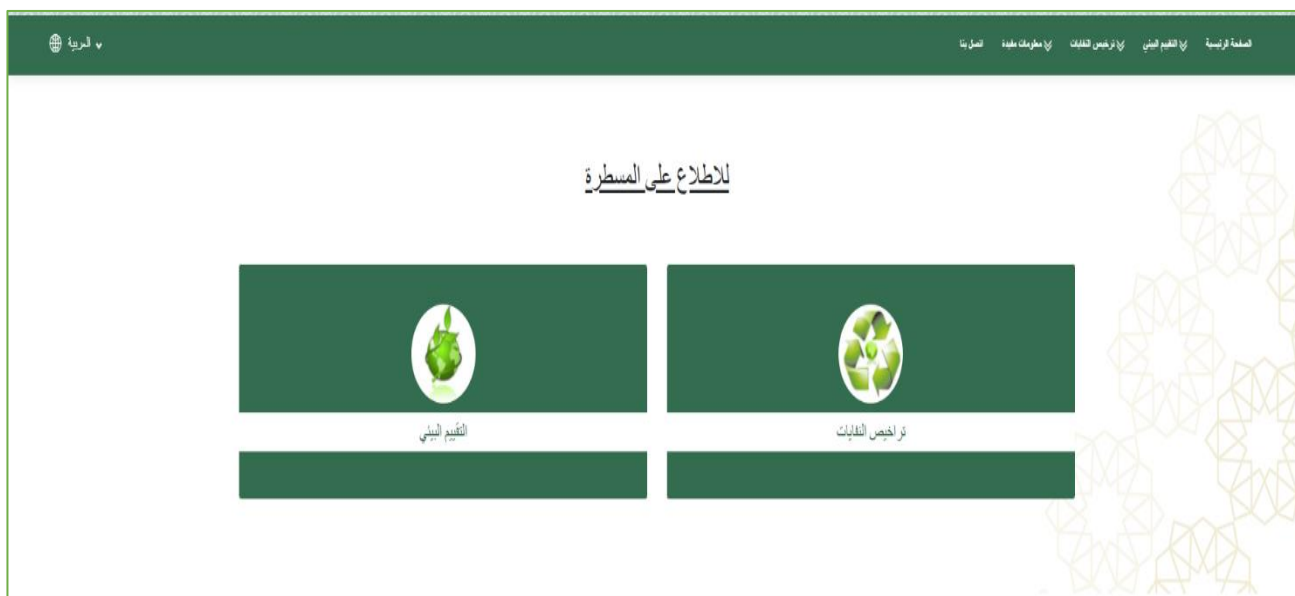 الصفحة الرئيسية التقييم البيئي ترخيص النفايات معلومات مفيدة اتصل بنا العربية
للاطلاع على المسطرة
تراخيص النفايات التقييم البيئي